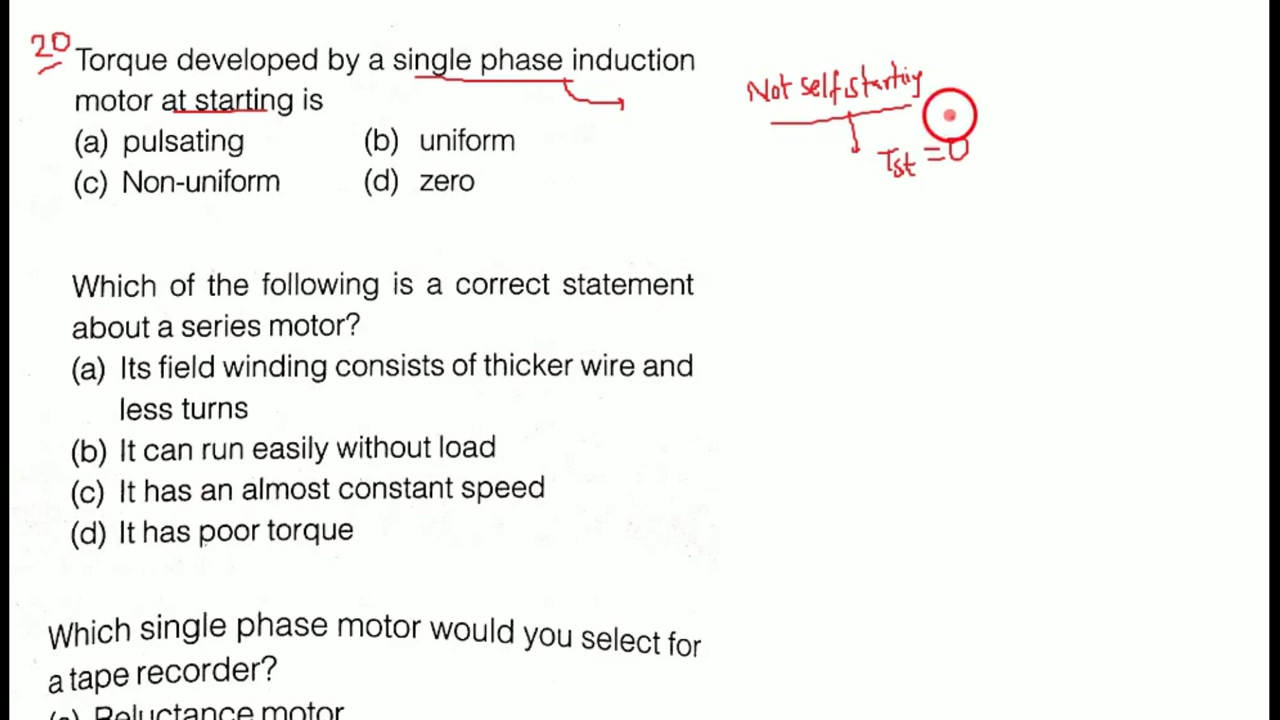 20
Torque developed by a single phase induction
motor at starting is
(a) pulsating (b) uniform
(c) Non-uniform (d) zero
Not self starting
Tst = 0
Which of the following is a correct statement
about a series motor?
(a) Its field winding consists of thicker wire and
less turns
(b) It can run easily without load
(c) It has an almost constant speed
(d) It has poor torque
Which single phase motor would you select for
a tape recorder?
(a) Reluctance motor